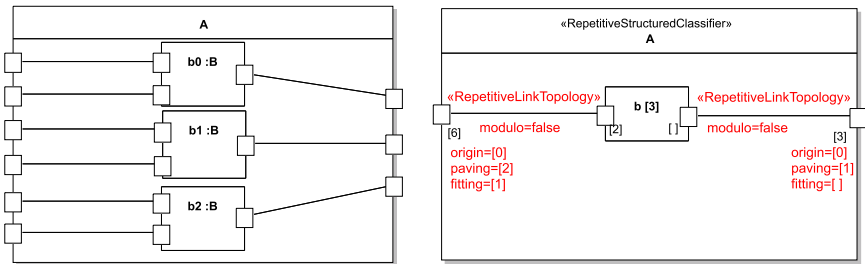 A
b0 :B
b1 :B
b2 :B
«RepetitiveStructuredClassifier»
A
«RepetitiveLinkTopology»
b [3]
«RepetitiveLinkTopology»
[6]
modulo=false
[2]
[ ]
modulo=false
[3]
origin=[0]
paving=[2]
fitting=[1]
origin=[0]
paving=[1]
fitting=[ ]